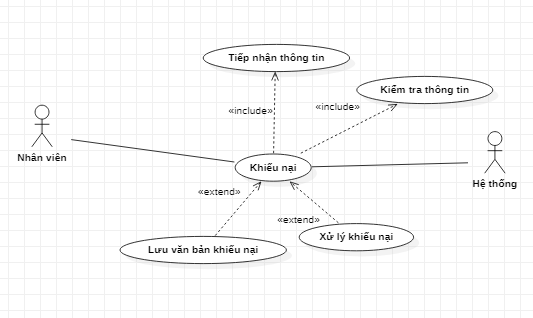 Tiếp nhận thông tin
Kiểm tra thông tin
«include»
«include»
Nhân viên
Khiếu nại
Hệ thống
«extend»
«extend»
Xử lý khiếu nại
Lưu văn bản khiếu nại